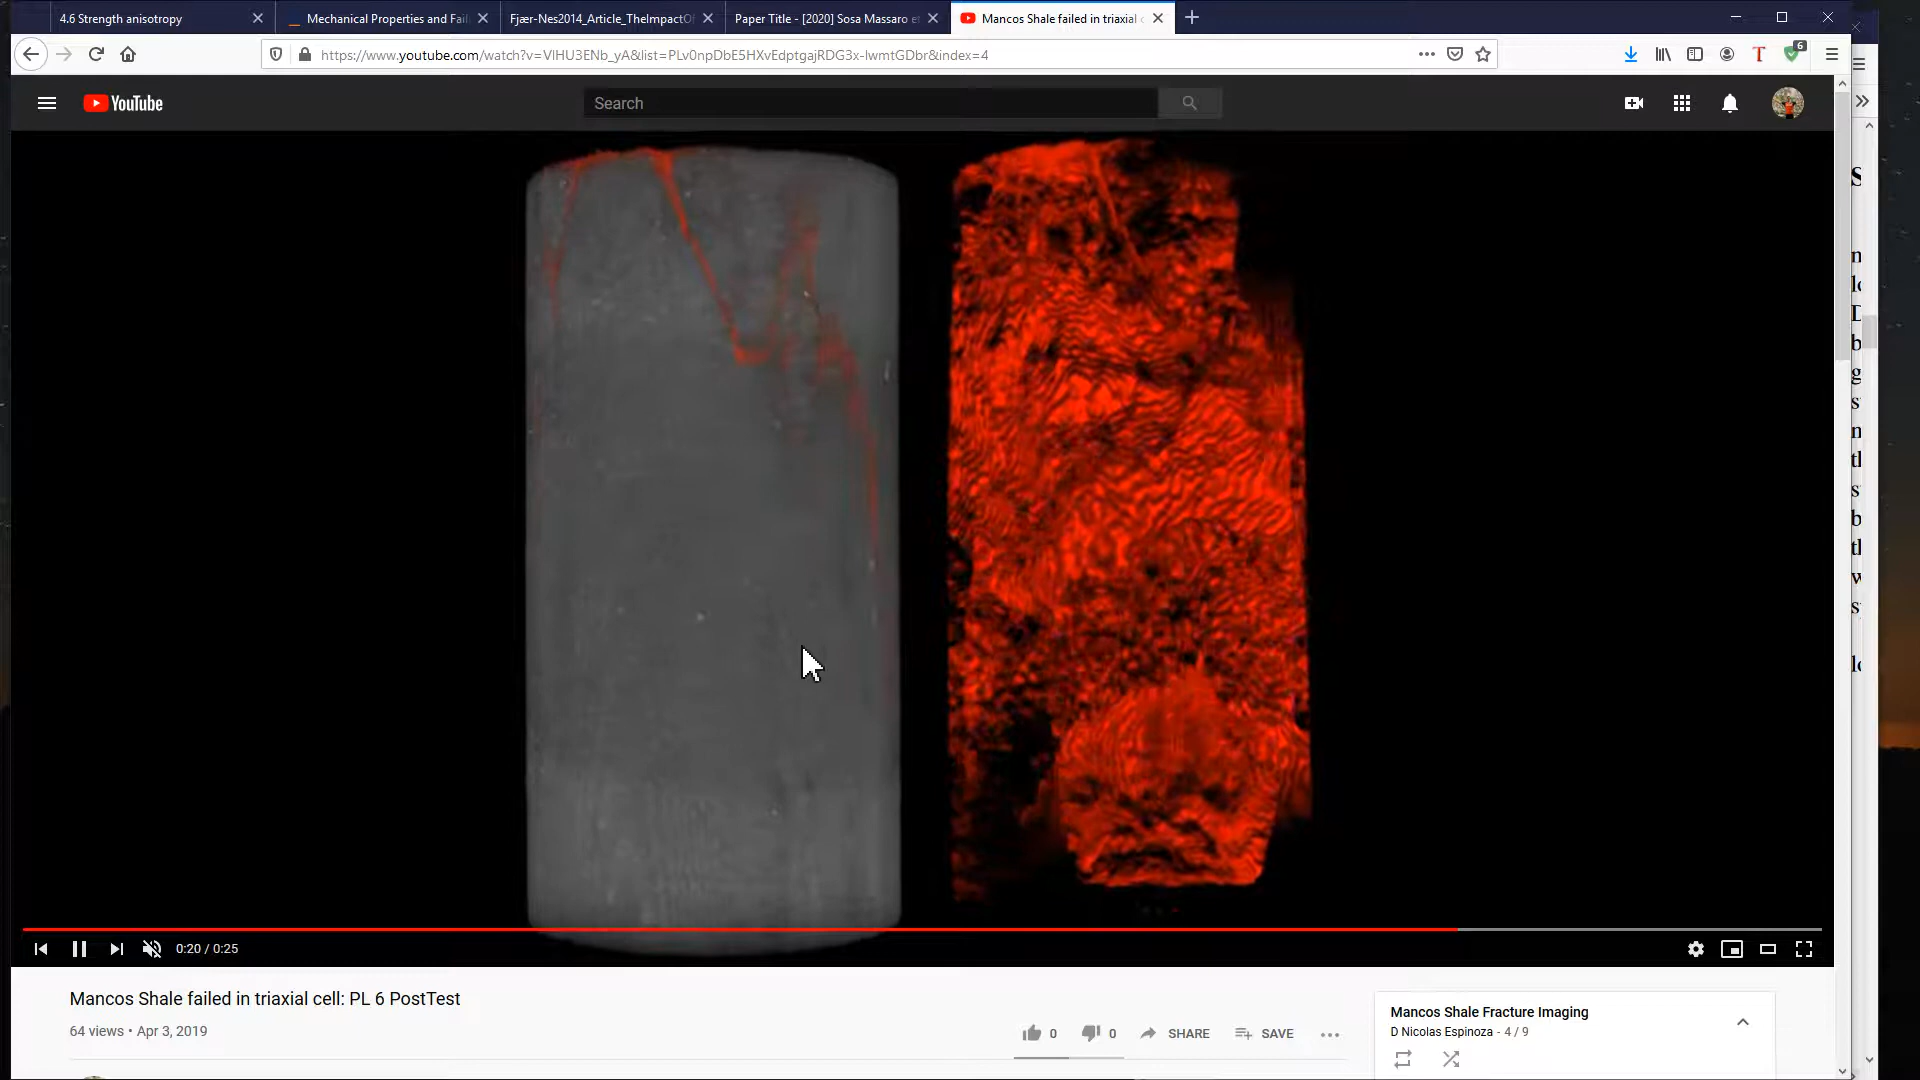 4.6 Strength anisotropy
Mechanical Properties and Fail
Fjær-Nes2014_Article_TheImpactOf
Paper Title - [2020] Sosa Massaro et
Mancos Shale failed in triaxial c
https://www.youtube.com/watch?v=VlHU3ENb_yA&list=PLv0npDbE5HXvEdptgajRDG3x-lwmtGDbr&index=4
6
YouTube
Search
0:20 / 0:25
Mancos Shale failed in triaxial cell: PL 6 PostTest
64 views • Apr 3, 2019
0
0
SHARE
SAVE
Mancos Shale Fracture Imaging
D Nicolas Espinoza - 4 / 9